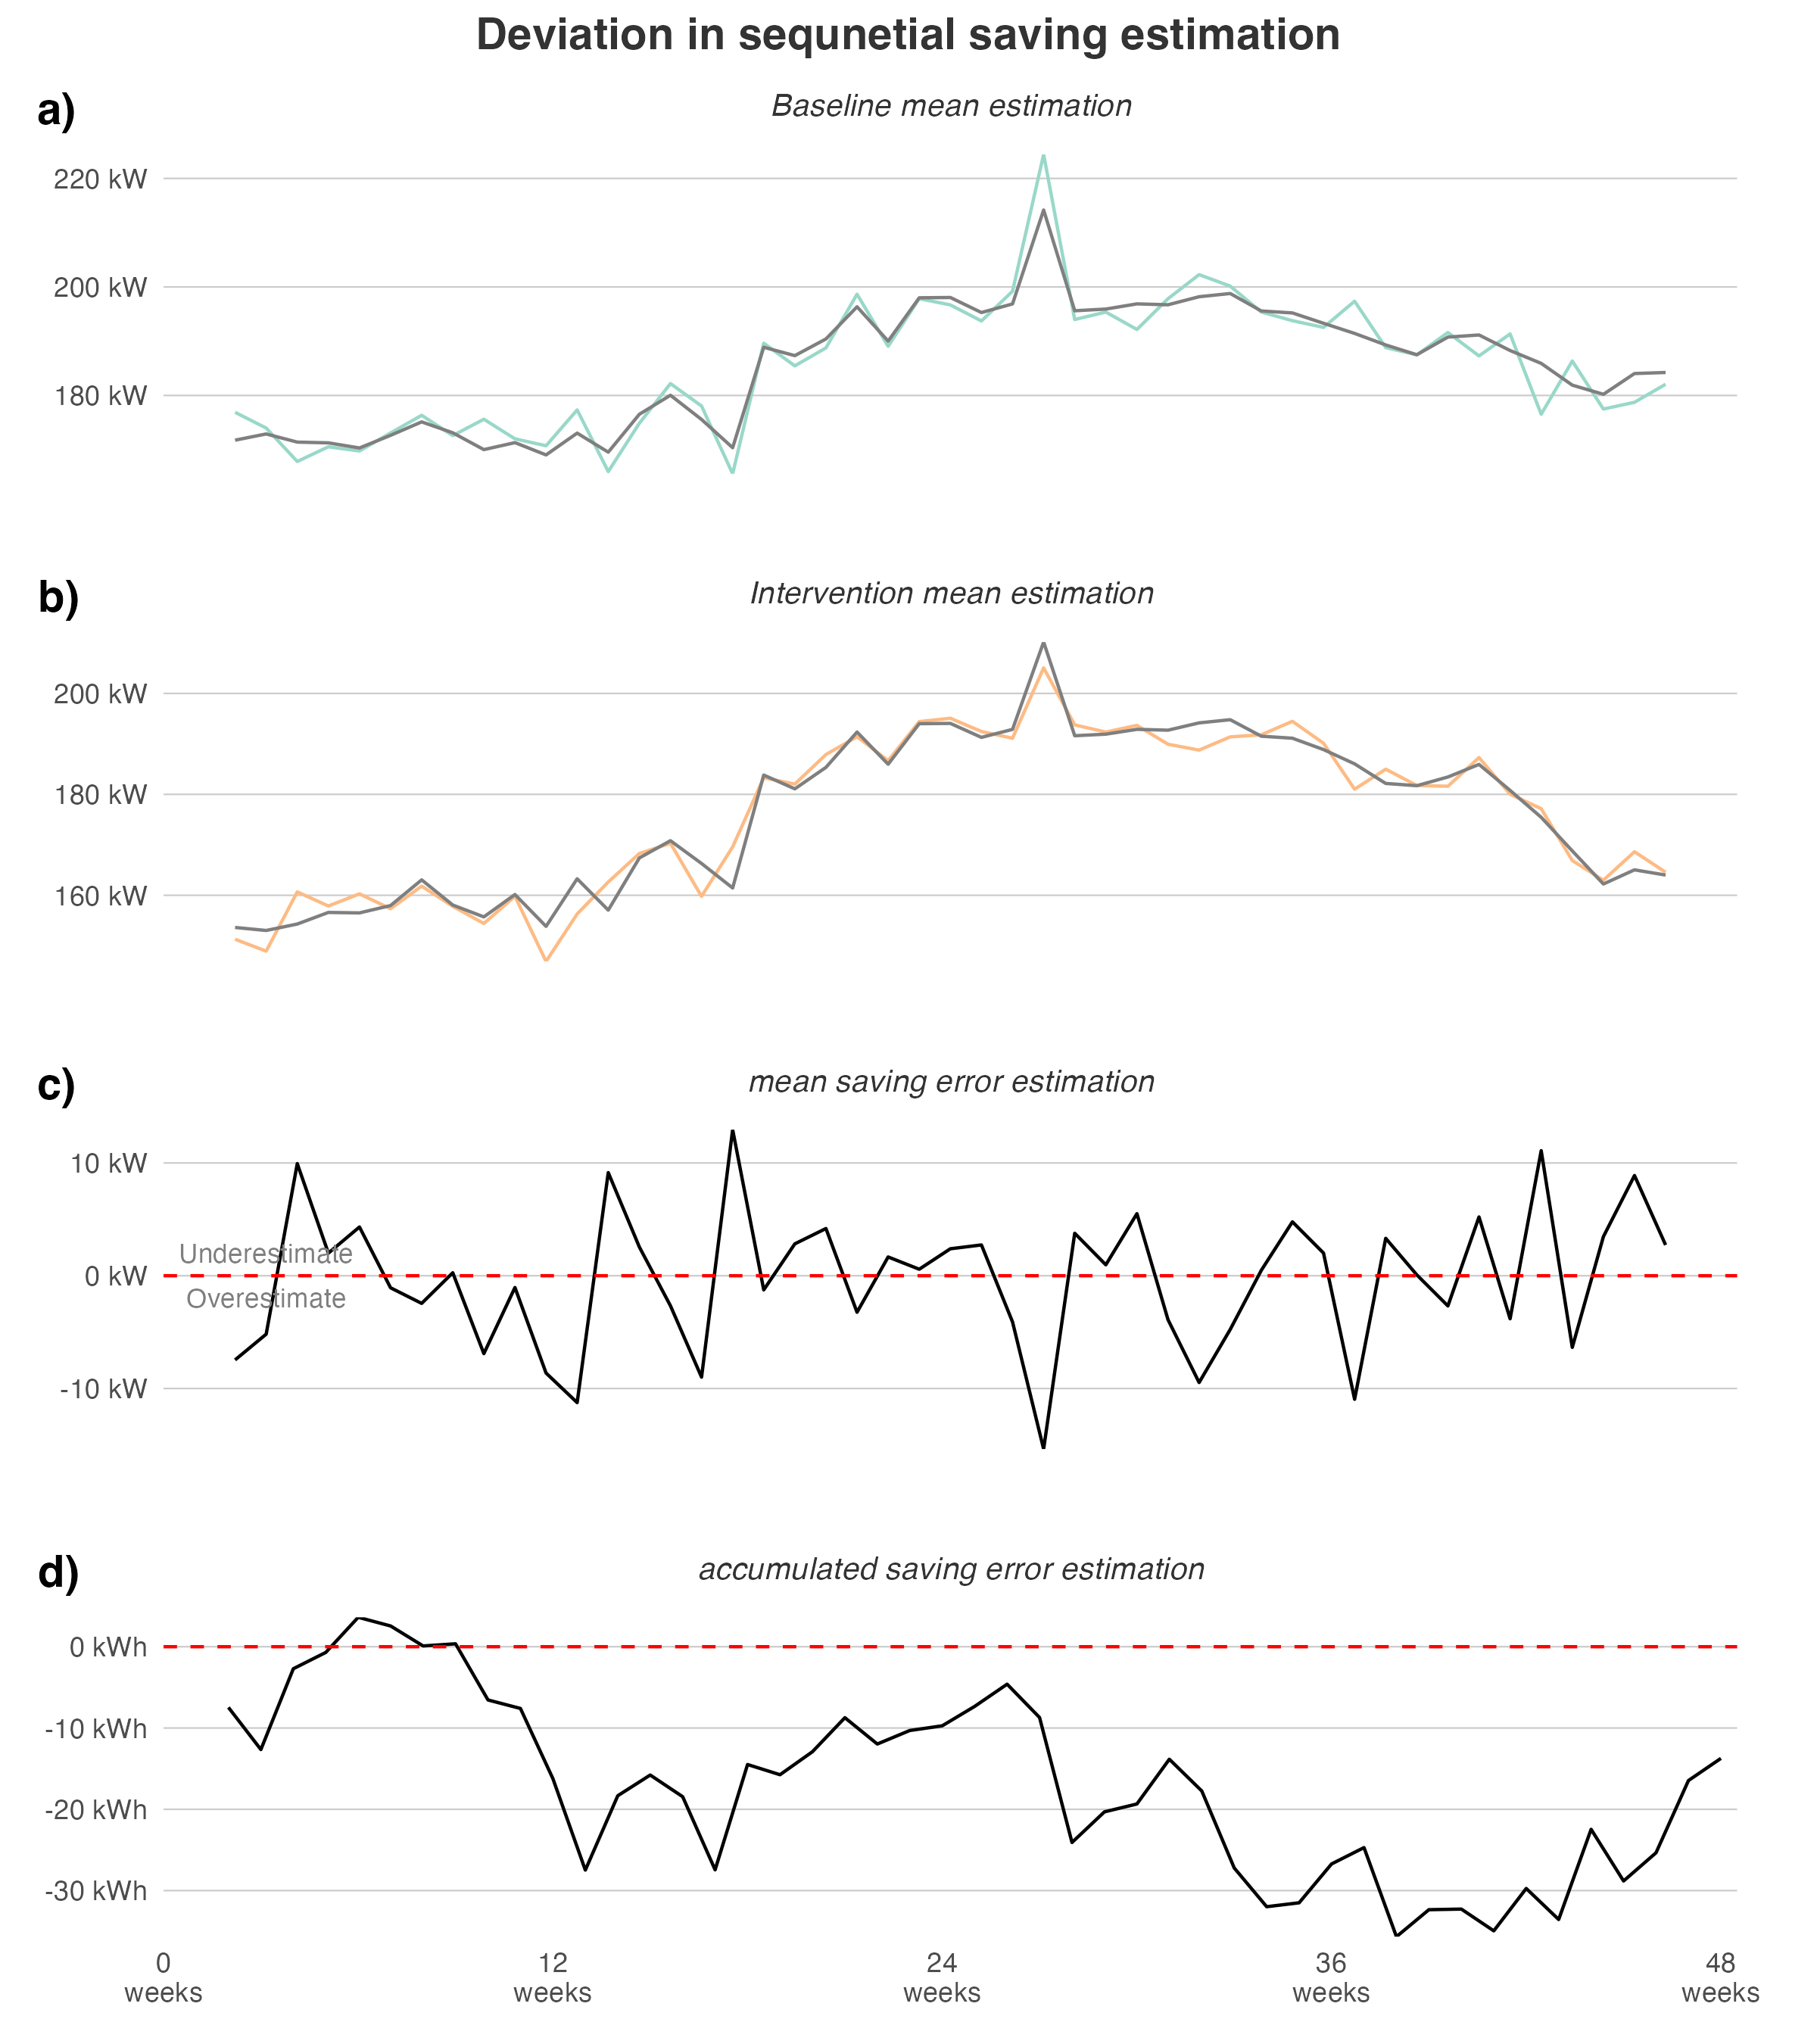 Deviation in sequnetial saving estimation
a)
Baseline mean estimation
220 kW
200 kW
180 kW
b)
Intervention mean estimation
200 kW
180 kW
160 kW
c)
mean saving error estimation
10 kW
Underestimate
0 kW
Overestimate
-10 kW
d)
accumulated saving error estimation
0 kWh
-10 kWh
-20 kWh
-30 kWh
0 12 24 36 48
weeks weeks weeks weeks weeks